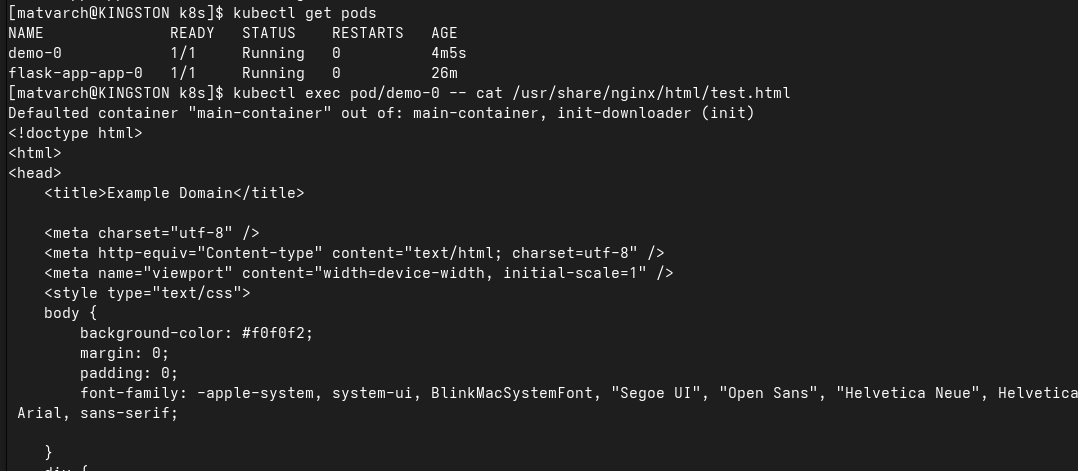 [matvarch@KINGSTON k8s]$ kubectl get pods
NAME              READY   STATUS    RESTARTS   AGE
demo-0            1/1     Running   0          4m5s
flask-app-app-0   1/1     Running   0          26m
[matvarch@KINGSTON k8s]$ kubectl exec pod/demo-0 -- cat /usr/share/nginx/html/test.html
Defaulted container "main-container" out of: main-container, init-downloader (init)
<!doctype html>
<html>
<head>
    <title>Example Domain</title>

    <meta charset="utf-8" />
    <meta http-equiv="Content-type" content="text/html; charset=utf-8" />
    <meta name="viewport" content="width=device-width, initial-scale=1" />
    <style type="text/css">
    body {
        background-color: #f0f0f2;
        margin: 0;
        padding: 0;
        font-family: -apple-system, system-ui, BlinkMacSystemFont, "Segoe UI", "Open Sans", "Helvetica Neue", Helvetica
 Arial, sans-serif;

    }
    div {